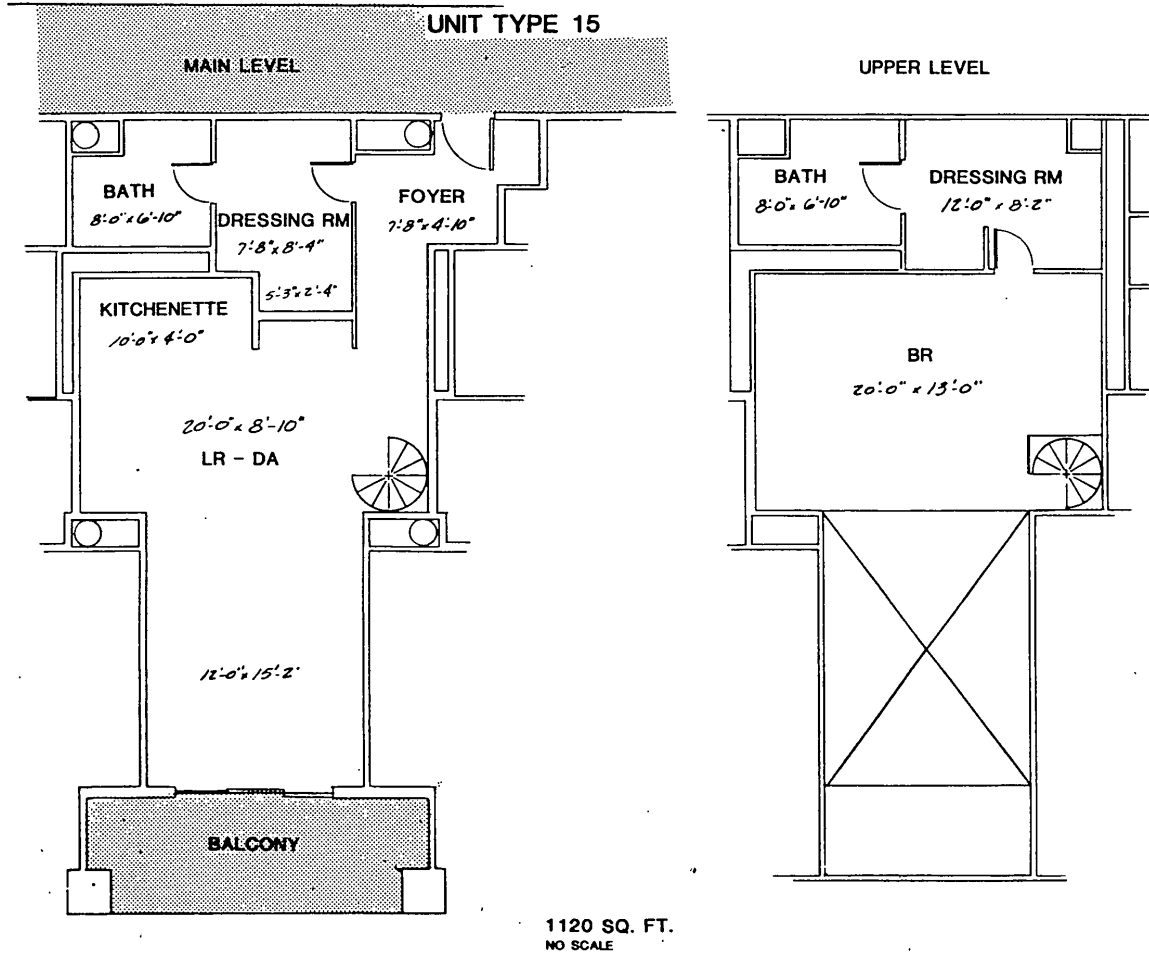 UNIT TYPE 15
MAIN LEVEL
UPPER LEVEL
BATH
8'-0" x 6'-10"
DRESSING RM
7'-8" x 8'-4"
5'-3" x 2'-4"
FOYER
7'-8" x 4'-10"
KITCHENETTE
10'-0" x 4'-0"
20'-0" x 8'-10"
LR - DA
12'-0" x 15'-2"
BALCONY
BATH
8'-0" x 6'-10"
DRESSING RM
12'-0" x 8'-2"
BR
20'-0" x 13'-0"
1120 SQ. FT.
NO SCALE